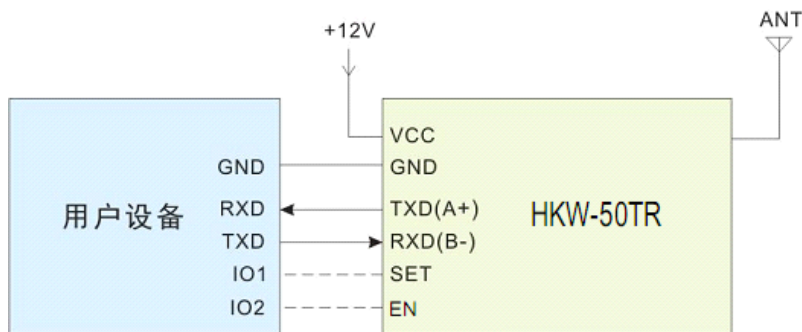 ANT
+12V
VCC
GND GND
用户设备 RXD TXD(A+) HKW-50TR
TXD RXD(B-)
IO1 SET
IO2 EN